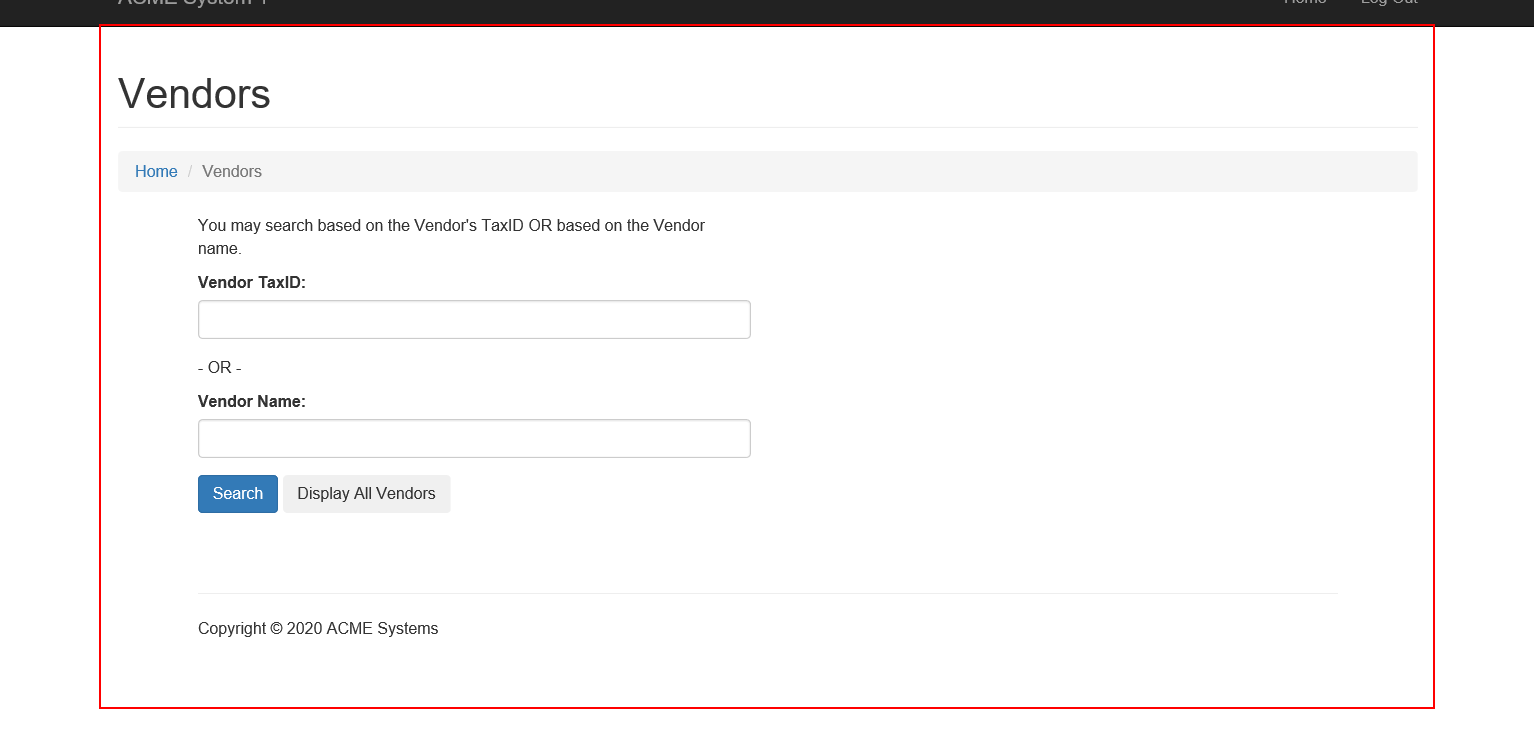 ACME System 1
Home Log Out
Vendors
Home / Vendors
You may search based on the Vendor's TaxID OR based on the Vendor
name.
Vendor TaxID:
- OR -
Vendor Name:
Search Display All Vendors
Copyright © 2020 ACME Systems